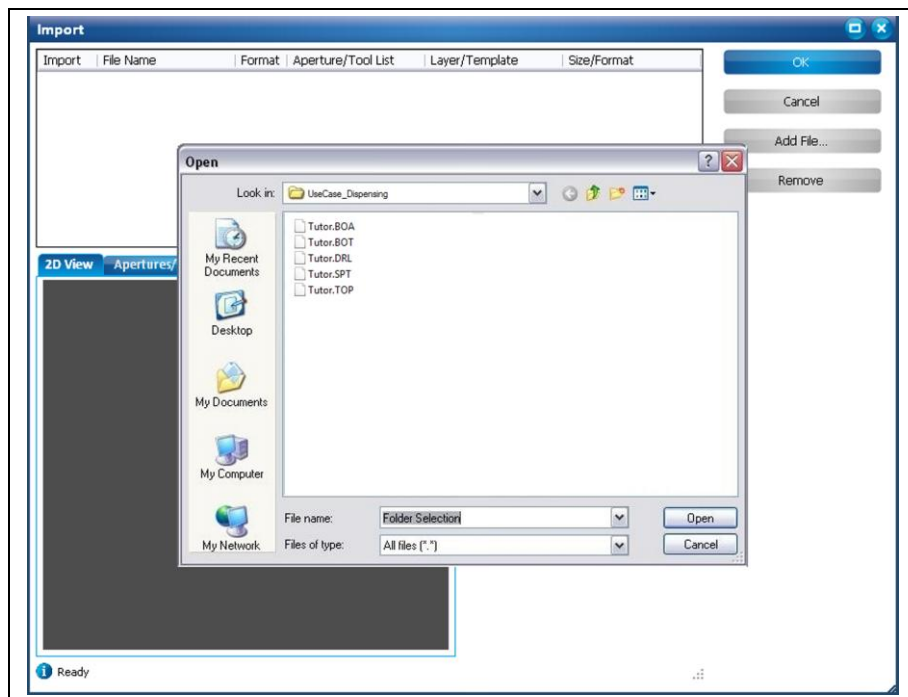 Import
Import File Name Format Aperture/Tool List Layer/Template Size/Format
OK
Cancel
Add File...
Remove
Open
Look in: UseCase_Dispensing
My Recent Documents
Desktop
My Documents
My Computer
My Network
Tutor.BOA
Tutor.BOT
Tutor.DRL
Tutor.SPT
Tutor.TOP
File name: Folder Selection Open
Files of type: All files (*.*) Cancel
2D View Apertures/
Ready